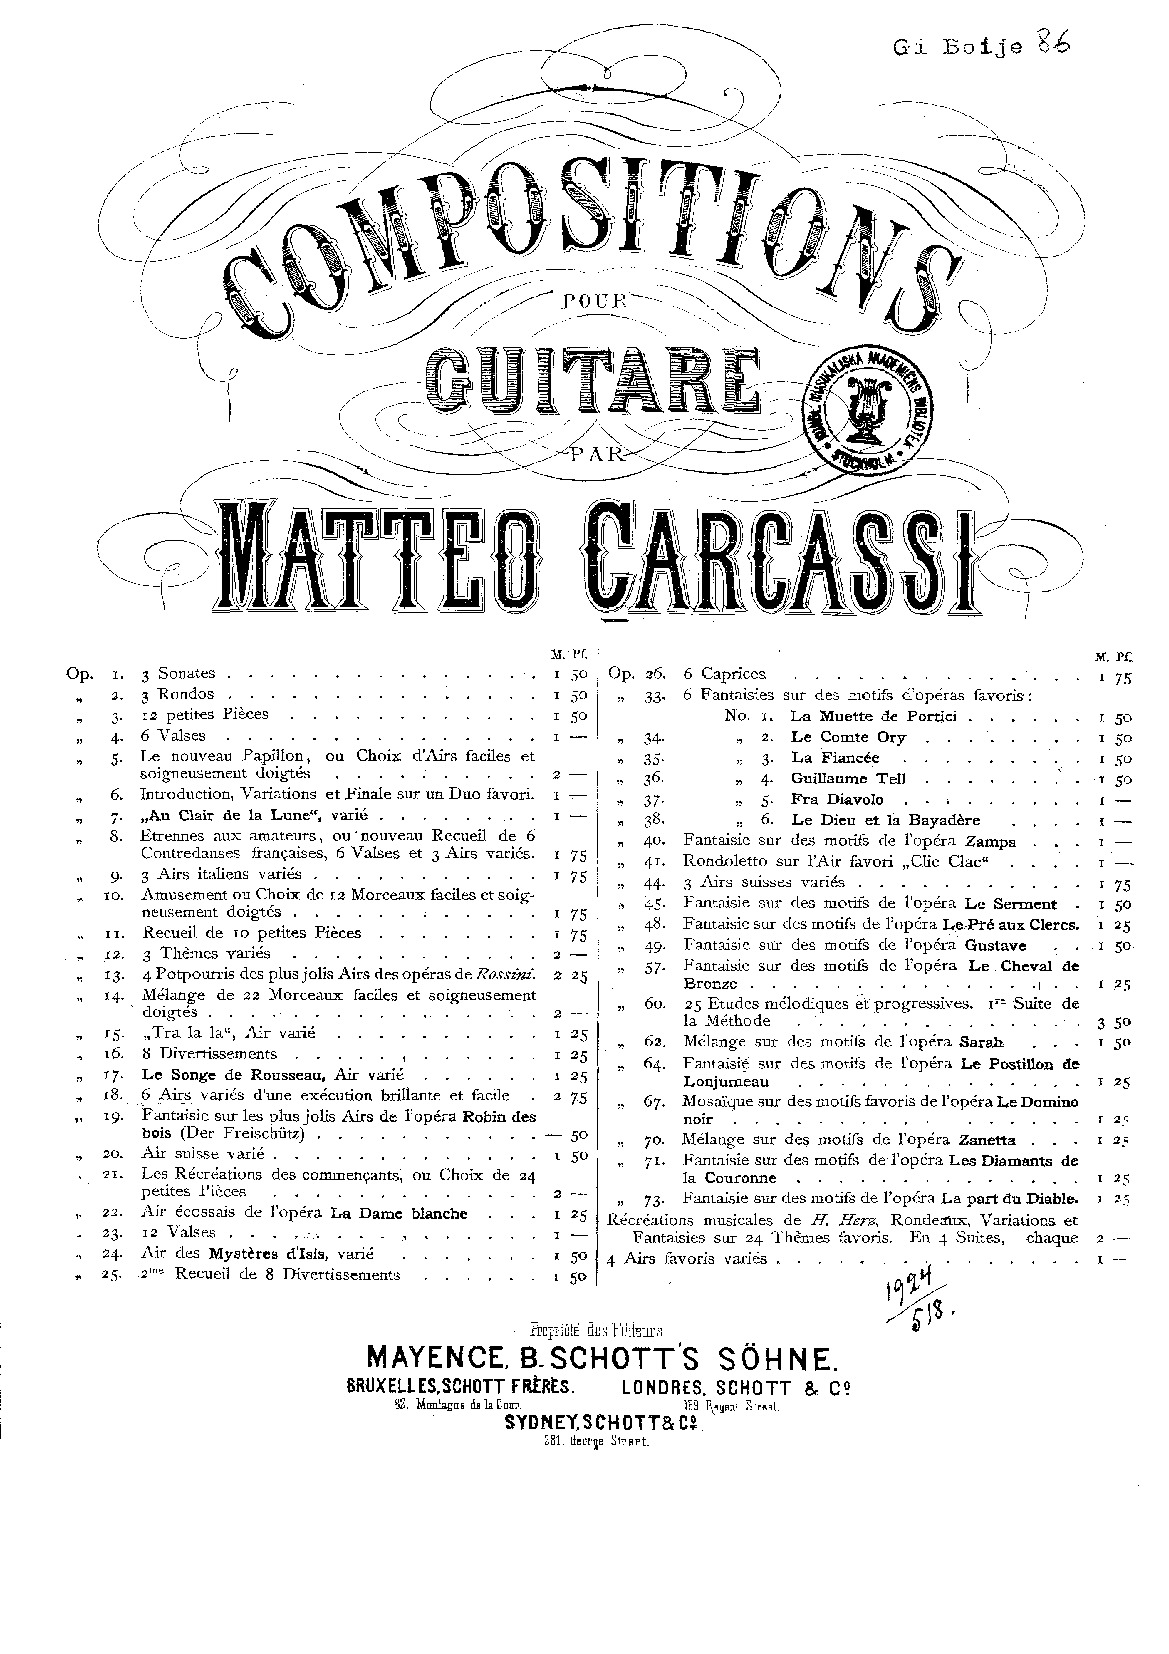 Gi Boije 86
COMPOSITIONS
POUR
GUITARE
PAR
MATTEO CARCASSI
KONGL. MUSIKALISKA AKADEMIENS BIBLIOTEK • STOCKHOLM •
M. Pf.
Op. 1. 3 Sonates . . . 1 50
„ 2. 3 Rondos . . . 1 50
„ 3. 12 petites Pièces . . . 1 50
„ 4. 6 Valses . . . 1 —
„ 5. Le nouveau Papillon, ou Choix d'Airs faciles et
soigneusement doigtés . . . 2 —
„ 6. Introduction, Variations et Finale sur un Duo favori. 1 —
„ 7. „Au Clair de la Lune“, varié . . . 1 —
„ 8. Etrennes aux amateurs, ou nouveau Recueil de 6
Contredanses françaises, 6 Valses et 3 Airs variés. 1 75
„ 9. 3 Airs italiens variés . . . 1 75
„ 10. Amusement ou Choix de 12 Morceaux faciles et soig-
neusement doigtés . . . 1 75
„ 11. Recueil de 10 petites Pièces . . . 1 75
„ 12. 3 Thèmes variés . . . 2 —
„ 13. 4 Potpourris des plus jolis Airs des opéras de Rossini. 2 25
„ 14. Mélange de 22 Morceaux faciles et soigneusement
doigtés . . . 2 —
„ 15. „Tra la la“, Air varié . . . 1 25
„ 16. 8 Divertissements . . . 1 25
„ 17. Le Songe de Rousseau, Air varié . . . 1 25
„ 18. 6 Airs variés d'une exécution brillante et facile . 2 75
„ 19. Fantaisie sur les plus jolis Airs de l'opéra Robin des
bois (Der Freischütz) . . . — 50
„ 20. Air suisse varié . . . 1 50
„ 21. Les Récréations des commençants, ou Choix de 24
petites Pièces . . . 2 —
„ 22. Air écossais de l'opéra La Dame blanche . . . 1 25
„ 23. 12 Valses . . . 1 —
„ 24. Air des Mystères d'Isis, varié . . . 1 50
„ 25. 2me Recueil de 8 Divertissements . . . 1 50
M. Pf.
Op. 26. 6 Caprices . . . 1 75
„ 33. 6 Fantaisies sur des motifs d'opéras favoris:
No. 1. La Muette de Portici . . . 1 50
„ 34. „ 2. Le Comte Ory . . . 1 50
„ 35. „ 3. La Fiancée . . . 1 50
„ 36. „ 4. Guillaume Tell . . . 1 50
„ 37. „ 5. Fra Diavolo . . . 1 —
„ 38. „ 6. Le Dieu et la Bayadère . . . 1 —
„ 40. Fantaisie sur des motifs de l'opéra Zampa . . . 1 —
„ 41. Rondoletto sur l'Air favori „Clic Clac“ . . . 1 —
„ 44. 3 Airs suisses variés . . . 1 75
„ 45. Fantaisie sur des motifs de l'opéra Le Serment . 1 50
„ 48. Fantaisie sur des motifs de l'opéra Le Pré aux Clercs. 1 25
„ 49. Fantaisie sur des motifs de l'opéra Gustave . . . 1 50
„ 57. Fantaisie sur des motifs de l'opéra Le Cheval de
Bronze . . . 1 25
„ 60. 25 Etudes mélodiques et progressives. 1re Suite de
la Méthode . . . 3 50
„ 62. Mélange sur des motifs de l'opéra Sarah . . . 1 50
„ 64. Fantaisie sur des motifs de l'opéra Le Postillon de
Lonjumeau . . . 1 25
„ 67. Mosaïque sur des motifs favoris de l'opéra Le Domino
noir . . . 1 25
„ 70. Mélange sur des motifs de l'opéra Zanetta . . . 1 25
„ 71. Fantaisie sur des motifs de l'opéra Les Diamants de
la Couronne . . . 1 25
„ 73. Fantaisie sur des motifs de l'opéra La part du Diable. 1 25
Récréations musicales de H. Herz, Rondeaux, Variations et
Fantaisies sur 24 Thêmes favoris. En 4 Suites, chaque 2 —
4 Airs favoris variés . . . 1 —
1924/518.
Propriété des Editeurs
MAYENCE, B. SCHOTT'S SÖHNE.
BRUXELLES, SCHOTT FRÈRES. LONDRES, SCHOTT & Co.
82. Montagne de la Cour. 159 Regent Street.
SYDNEY, SCHOTT & Co.
281. George Street.